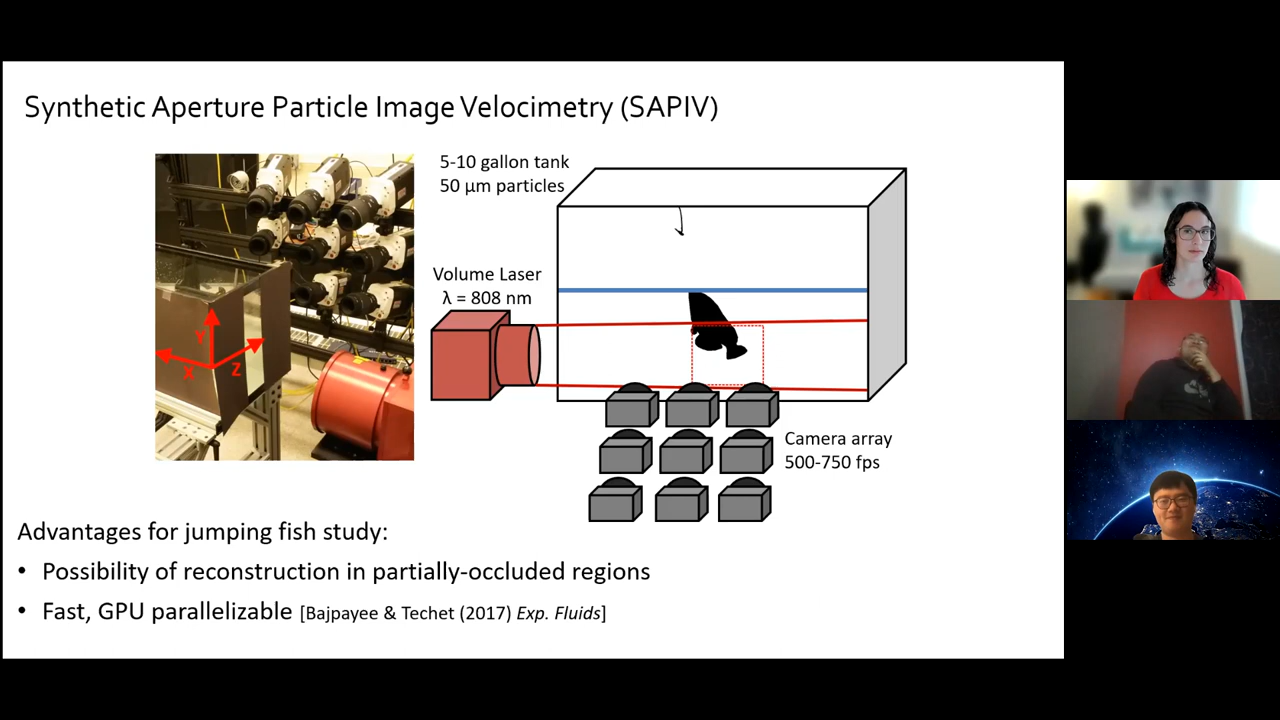 Synthetic Aperture Particle Image Velocimetry (SAPIV)
5-10 gallon tank
50 µm particles
Volume Laser
λ = 808 nm
Y
X
Z
Camera array
500-750 fps
Advantages for jumping fish study:
• Possibility of reconstruction in partially-occluded regions
• Fast, GPU parallelizable [Bajpayee & Techet (2017) Exp. Fluids]